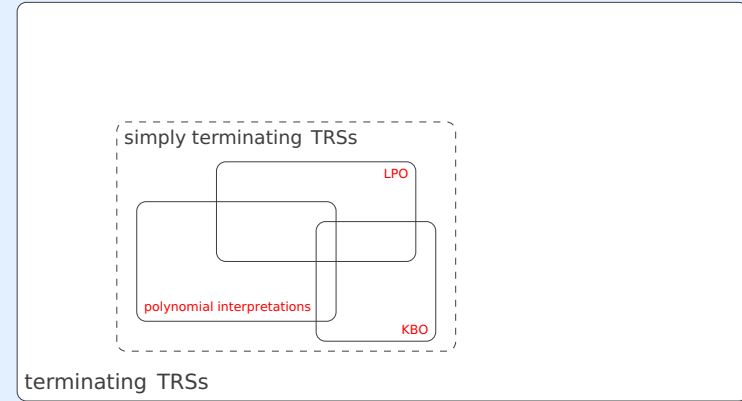 simply terminating TRSs
LPO
polynomial interpretations
KBO
terminating TRSs